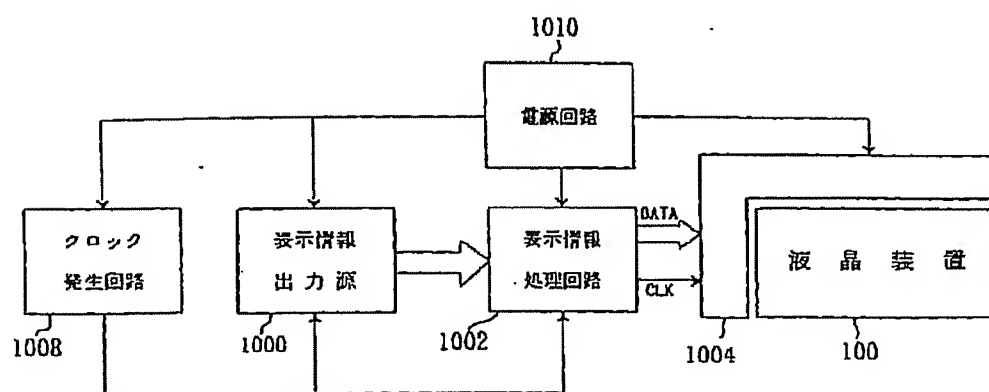 1010
電源回路
クロック
発生回路
表示情報
出力源
表示情報
処理回路
DATA
CLK
液晶装置
1008
1000
1002
1004
100